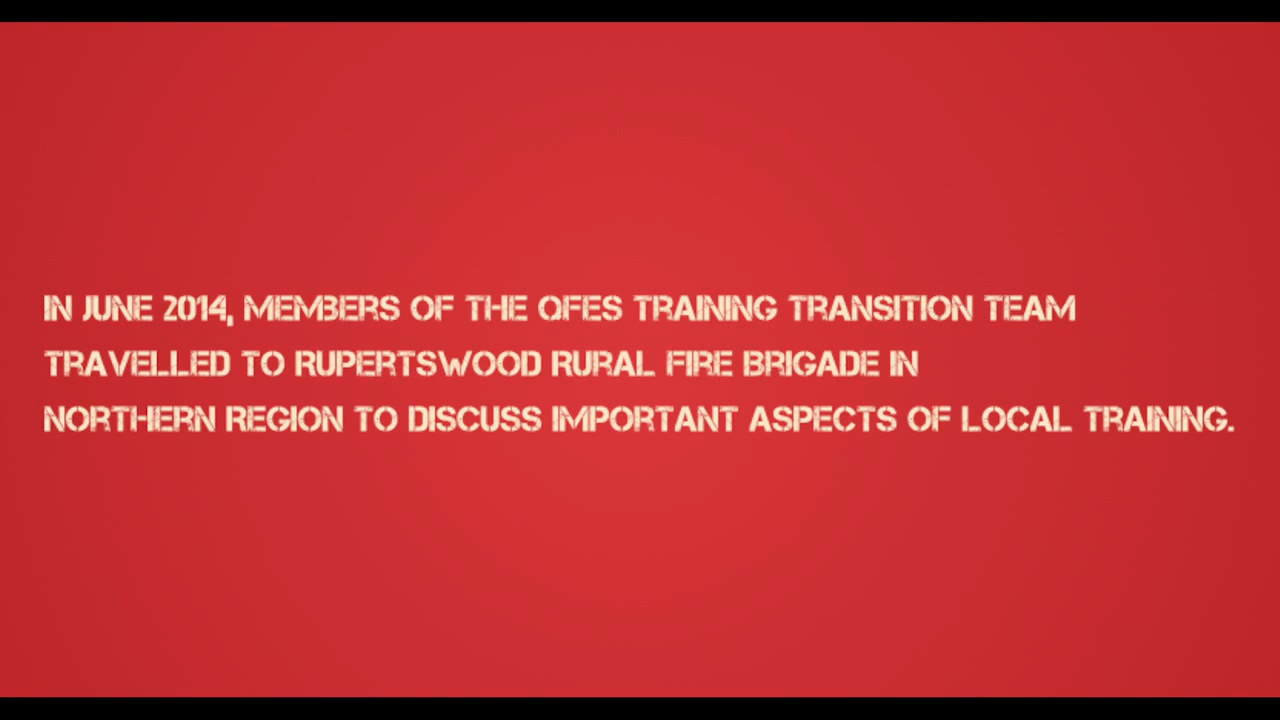 IN JUNE 2014, MEMBERS OF THE QFES TRAINING TRANSITION TEAM
TRAVELLED TO RUPERTSWOOD RURAL FIRE BRIGADE IN
NORTHERN REGION TO DISCUSS IMPORTANT ASPECTS OF LOCAL TRAINING.